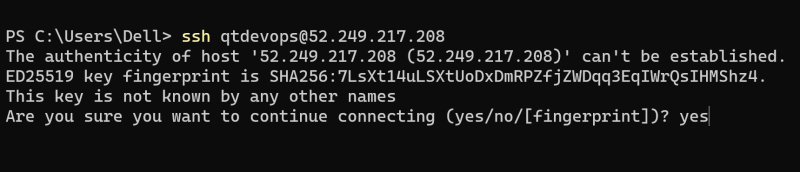 PS C:\Users\Dell> ssh qtdevops@52.249.217.208
The authenticity of host '52.249.217.208 (52.249.217.208)' can't be established.
ED25519 key fingerprint is SHA256:7LsXt14uLSXtUoDxDmRPZfjZWDqq3EqIWrQsIHMShz4.
This key is not known by any other names
Are you sure you want to continue connecting (yes/no/[fingerprint])? yes